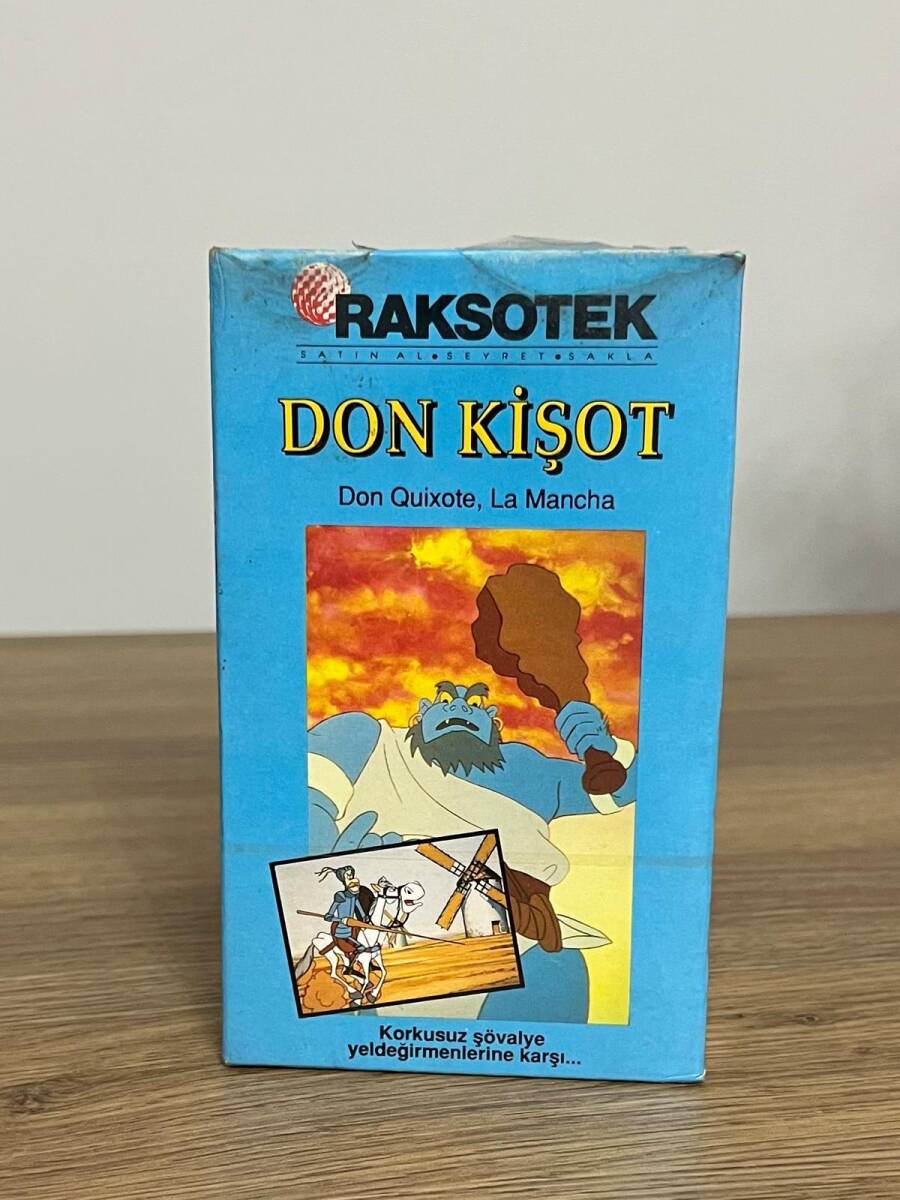 RAKSOTEK
SATIN AL • SEYRET • SAKLA
DON KİŞOT
Don Quixote, La Mancha
Korkusuz şövalye
yeldeğirmenlerine karşı...